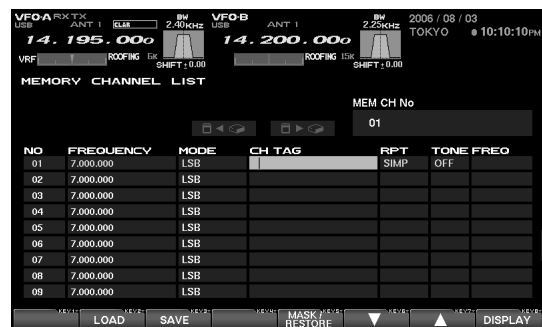 VFO-A RX TX VFO-B 2006 / 08 / 03
USB ANT 1 CLAR BW 2.40KHZ USB ANT 1 BW 2.25KHZ TOKYO 10:10:10PM
14.195.000 14.200.000
VRF ROOFING 6K SHIFT±0.00 ROOFING 15K SHIFT±0.00
MEMORY CHANNEL LIST
MEM CH No
01
NO FREQUENCY MODE CH TAG RPT TONE FREQ
01 7.000.000 LSB SIMP OFF
02 7.000.000 LSB
03 7.000.000 LSB
04 7.000.000 LSB
05 7.000.000 LSB
06 7.000.000 LSB
07 7.000.000 LSB
08 7.000.000 LSB
09 7.000.000 LSB
KEY1 KEY2 KEY3 KEY4 KEY5 KEY6 KEY7 KEY8
LOAD SAVE MASK / RESTORE ▼ ▲ DISPLAY